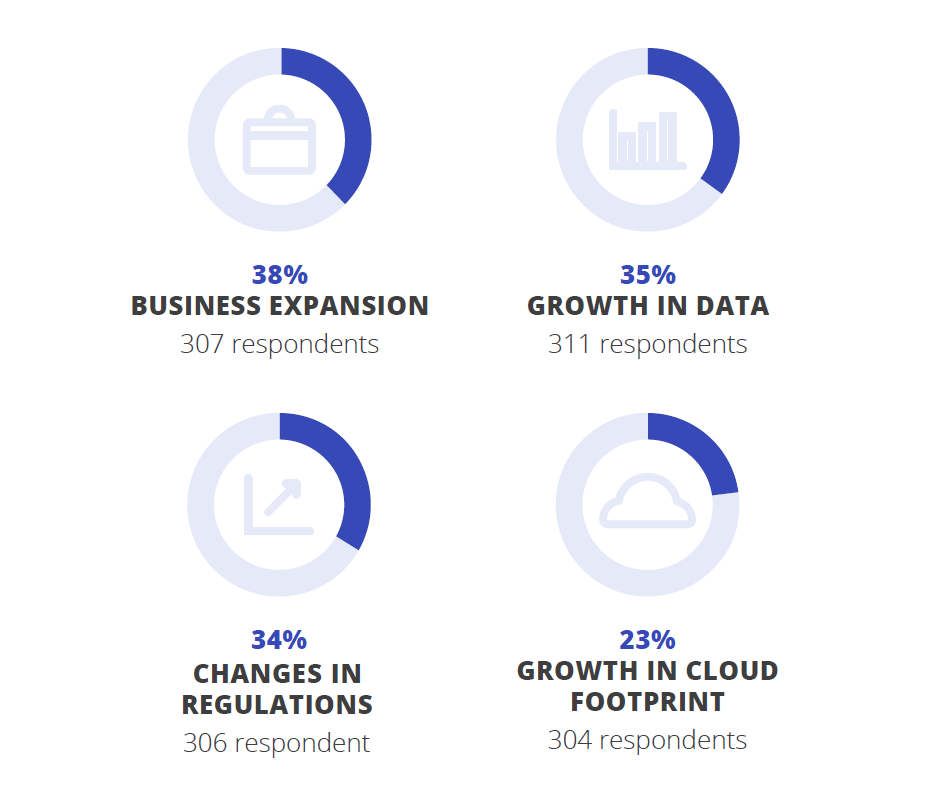 38%
BUSINESS EXPANSION
307 respondents
35%
GROWTH IN DATA
311 respondents
34%
CHANGES IN
REGULATIONS
306 respondent
23%
GROWTH IN CLOUD
FOOTPRINT
304 respondents